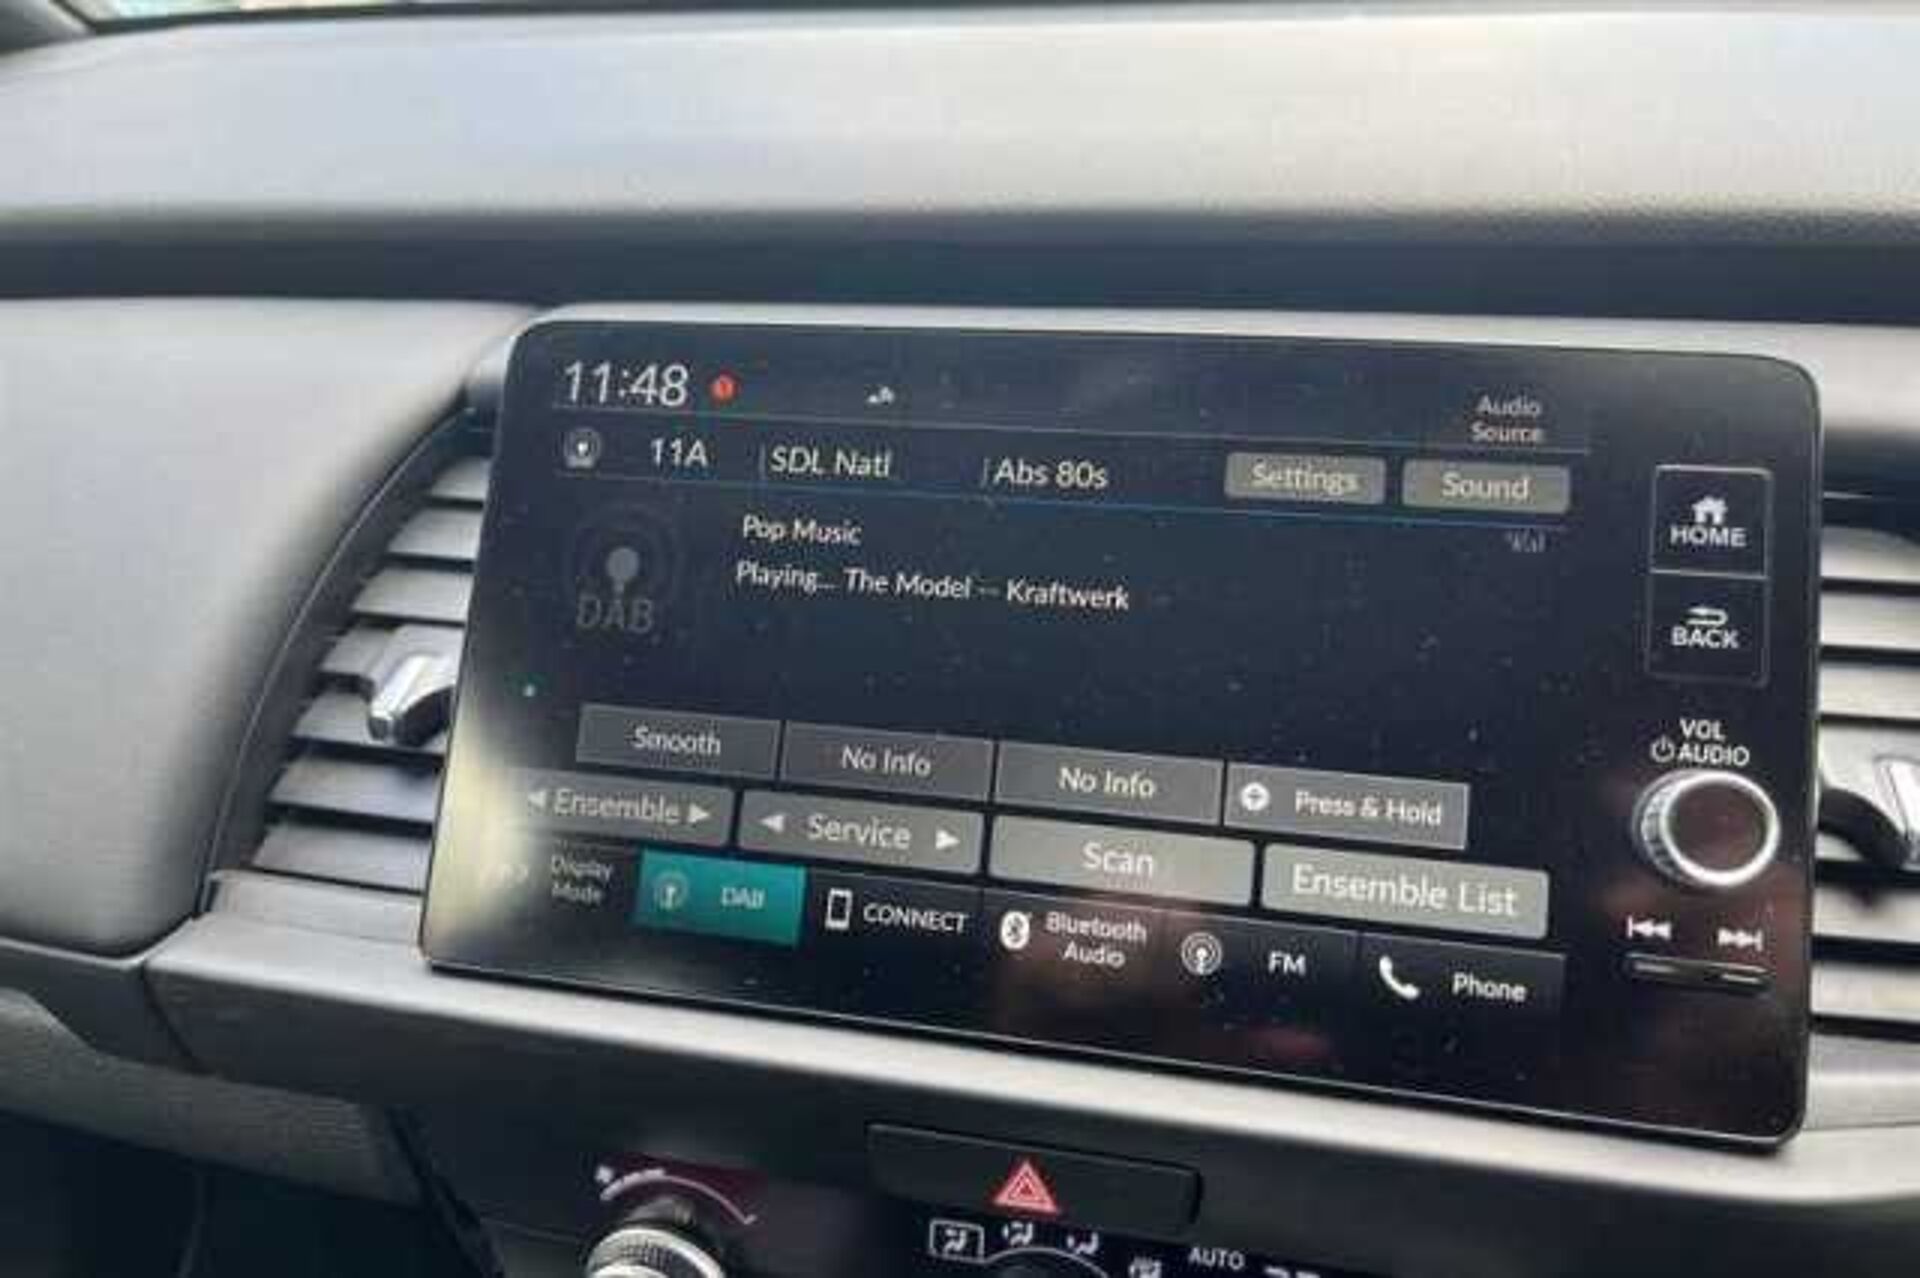 11:48
Audio
Source
11A
SDL Natl
Abs 80s
Settings
Sound
HOME
Pop Music
DAB
Playing... The Model -- Kraftwerk
BACK
VOL
AUDIO
Smooth
No Info
No Info
Press & Hold
Ensemble
Service
Scan
Ensemble List
Display
Mode
DAB
CONNECT
Bluetooth
Audio
FM
Phone
AUTO